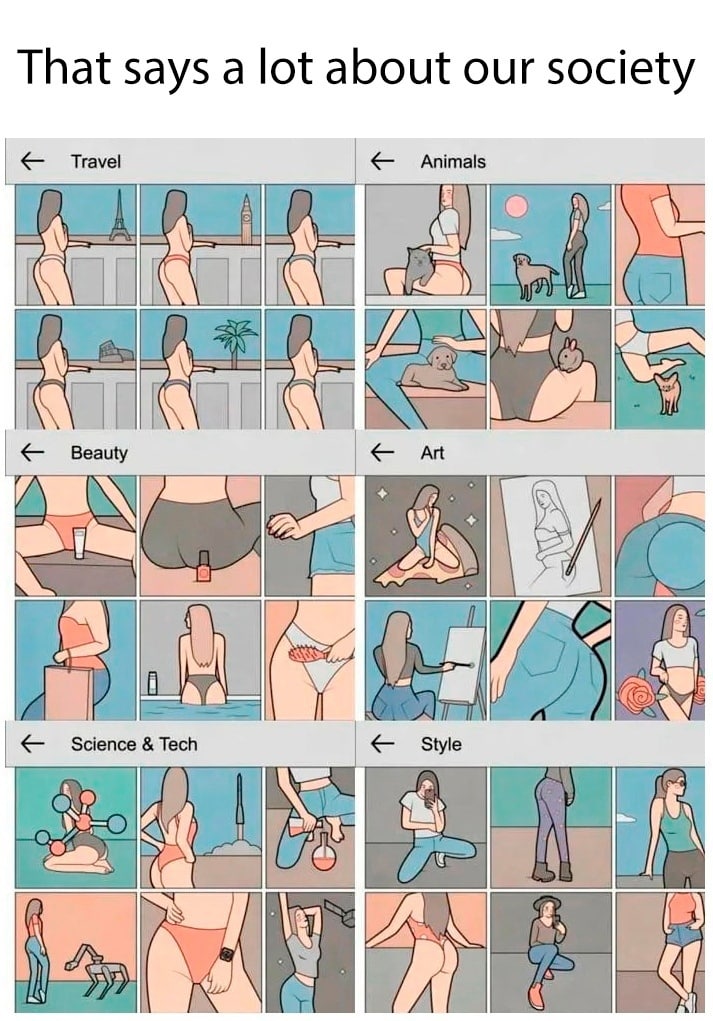 That says a lot about our society
Travel
Animals
Beauty
Art
Science & Tech
Style